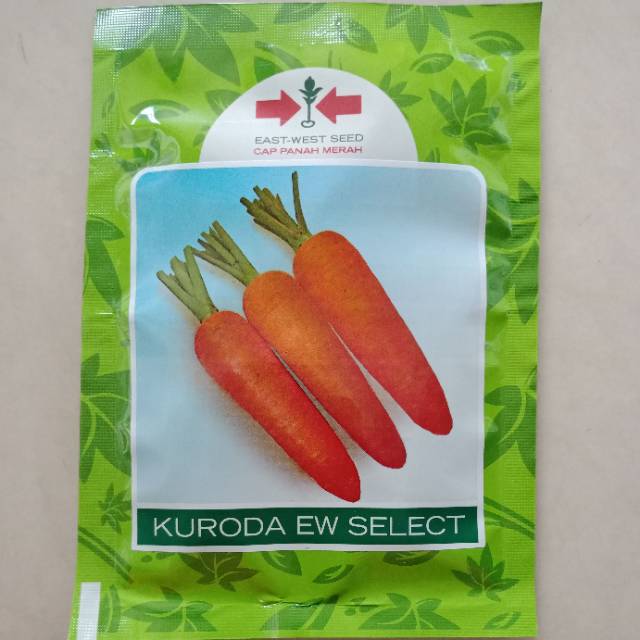 EAST-WEST SEED
CAP PANAH MERAH
KURODA EW SELECT